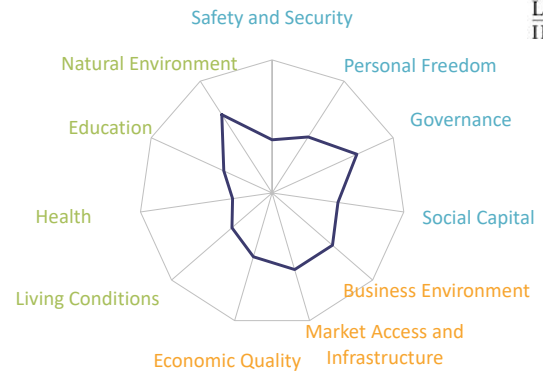 Safety and Security
Natural Environment
Personal Freedom
Education
Governance
Health
Social Capital
Living Conditions
Business Environment
Market Access and
Infrastructure
Economic Quality